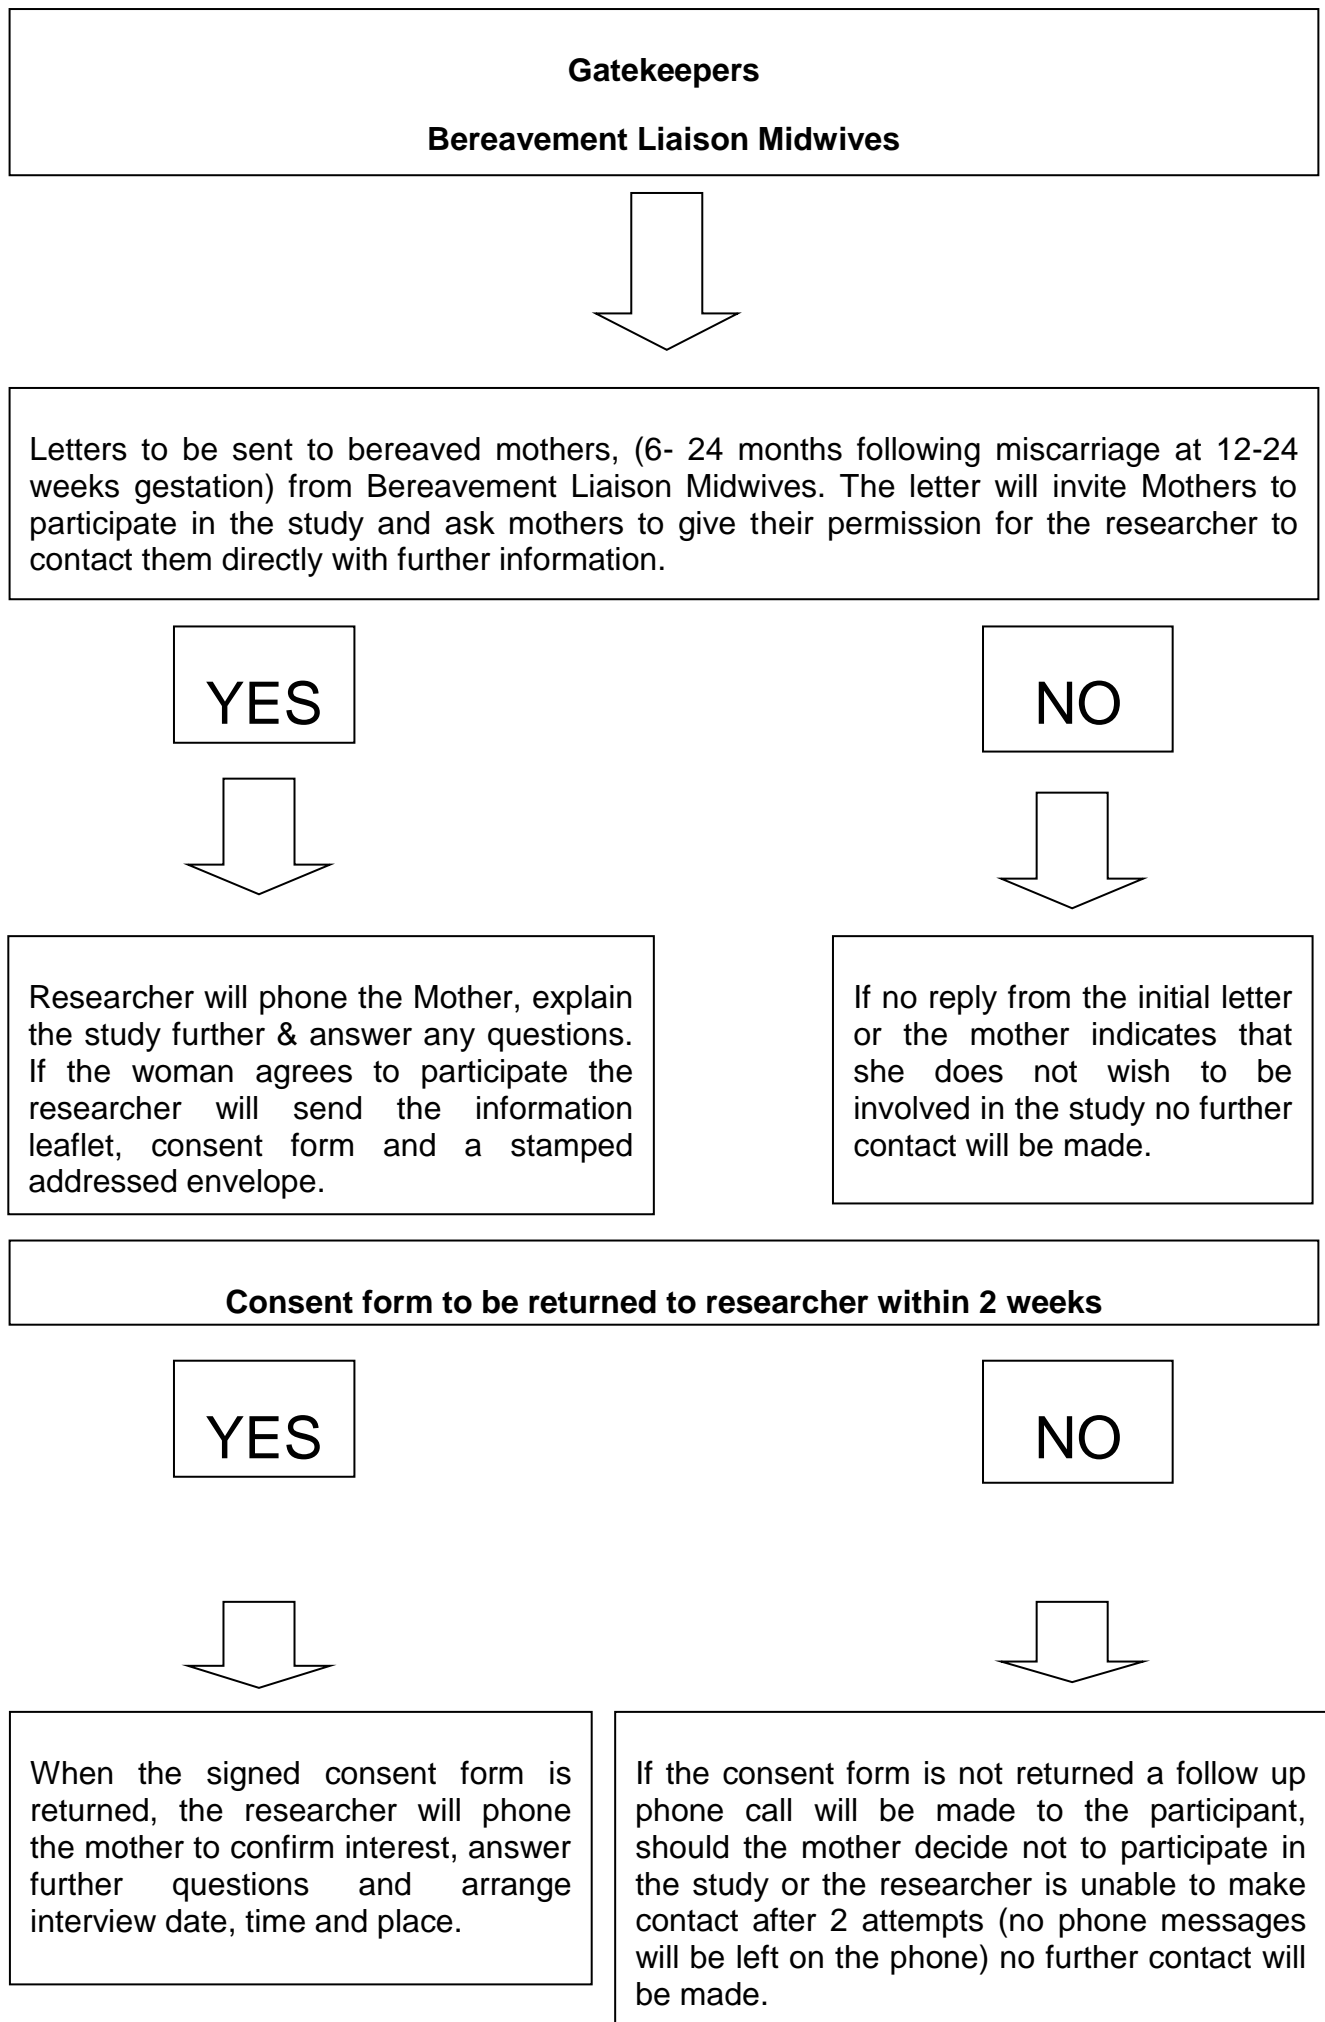 Gatekeepers
Bereavement Liaison Midwives
Letters to be sent to bereaved mothers, (6- 24 months following miscarriage at 12-24
weeks gestation) from Bereavement Liaison Midwives. The letter will invite Mothers to
participate in the study and ask mothers to give their permission for the researcher to
contact them directly with further information.
YES
NO
Researcher will phone the Mother, explain
the study further & answer any questions.
If the woman agrees to participate the
researcher will send the information
leaflet, consent form and a stamped
addressed envelope.
If no reply from the initial letter
or the mother indicates that
she does not wish to be
involved in the study no further
contact will be made.
Consent form to be returned to researcher within 2 weeks
YES
NO
When the signed consent form is
returned, the researcher will phone
the mother to confirm interest, answer
further questions and arrange
interview date, time and place.
If the consent form is not returned a follow up
phone call will be made to the participant,
should the mother decide not to participate in
the study or the researcher is unable to make
contact after 2 attempts (no phone messages
will be left on the phone) no further contact will
be made.